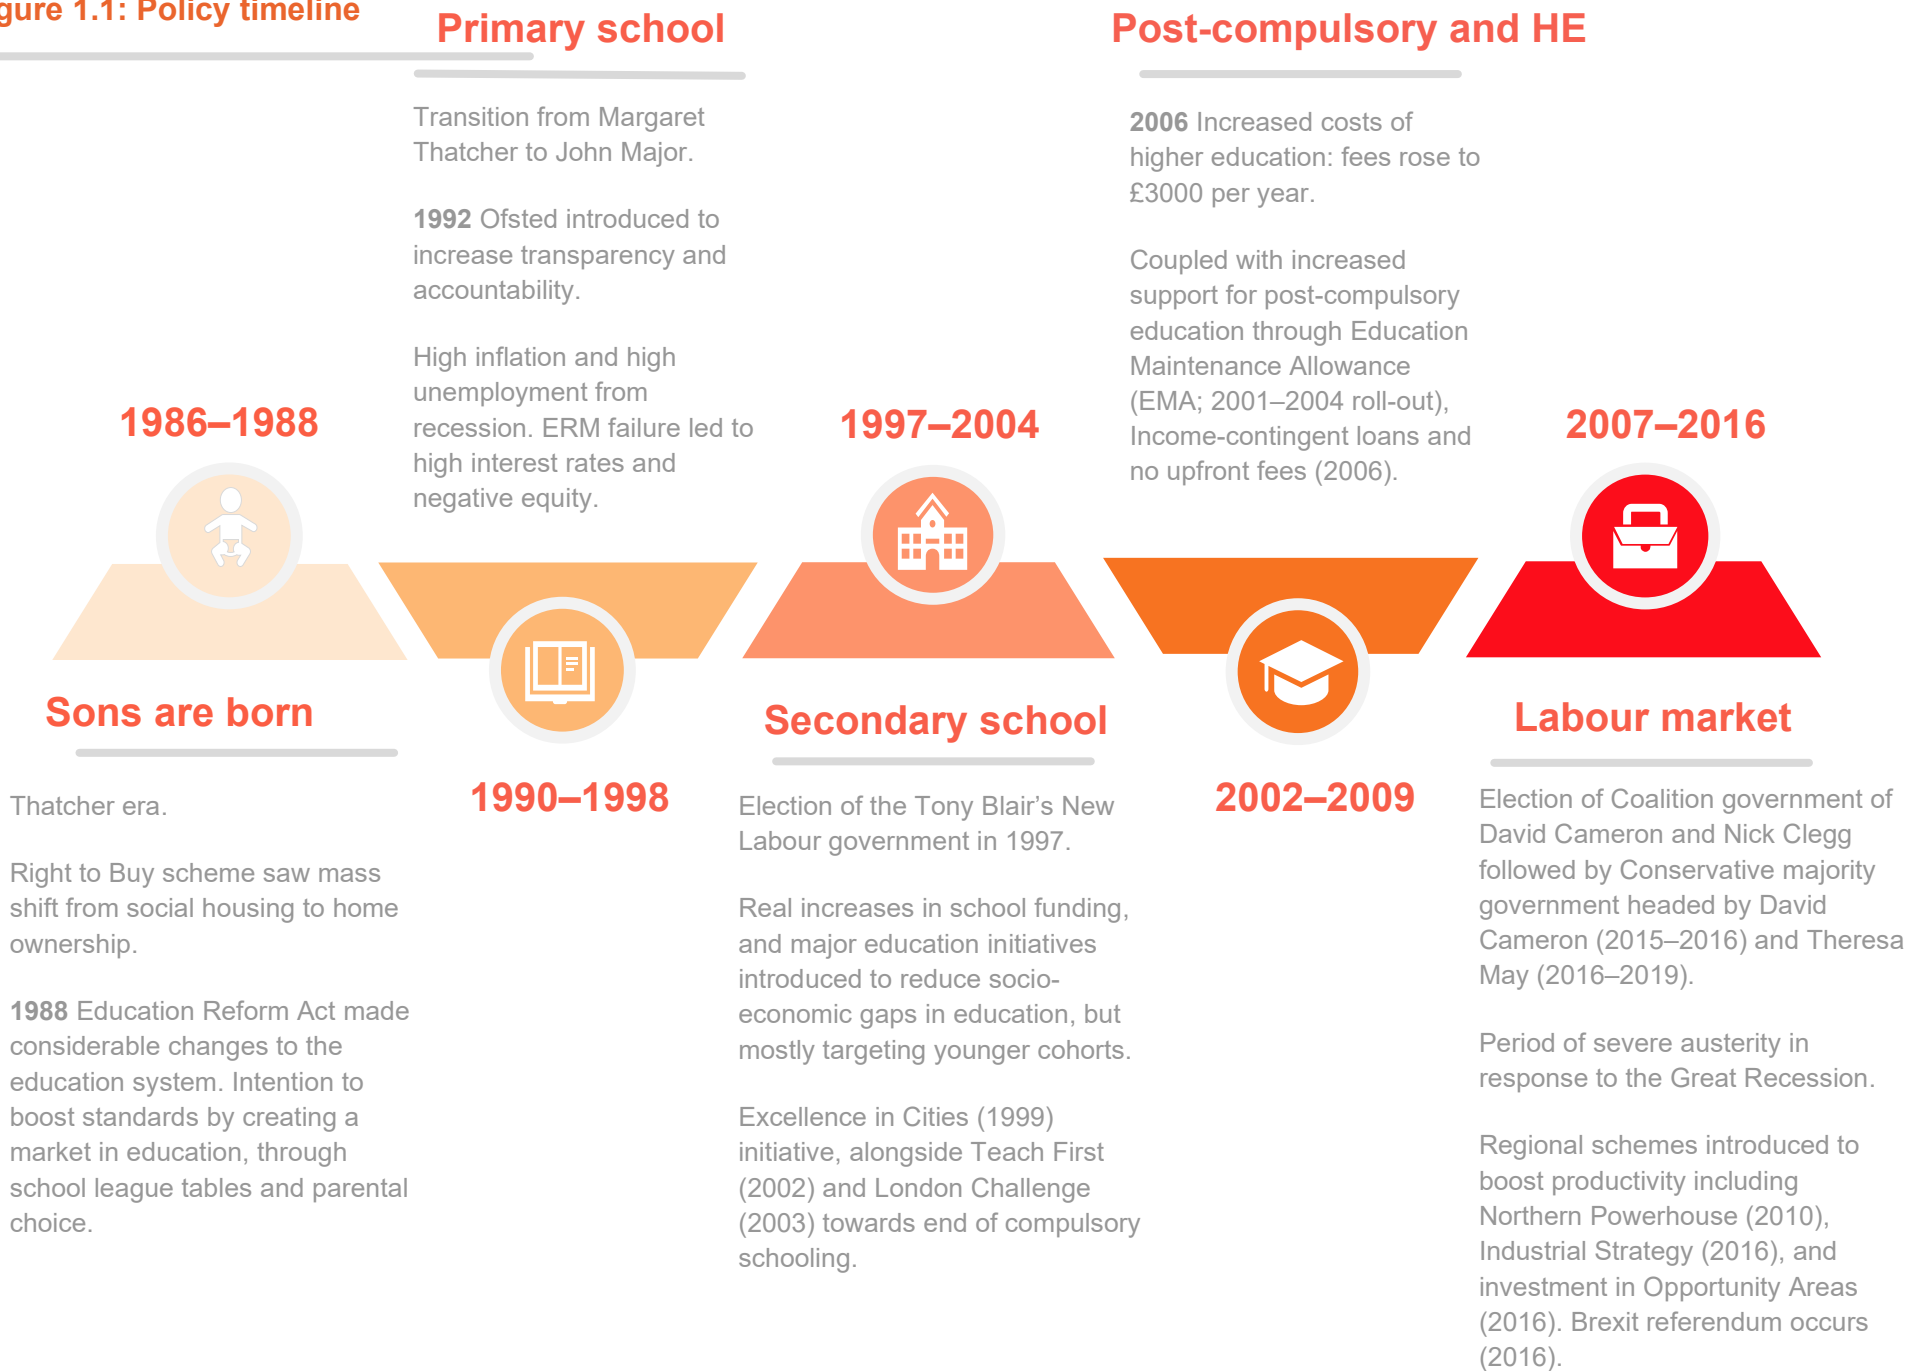 gure 1.1: Policy timeline
1986–1988
Sons are born
Thatcher era.
Right to Buy scheme saw mass
shift from social housing to home
ownership.
1988 Education Reform Act made
considerable changes to the
education system. Intention to
boost standards by creating a
market in education, through
school league tables and parental
choice.
Primary school
Transition from Margaret
Thatcher to John Major.
1992 Ofsted introduced to
increase transparency and
accountability.
High inflation and high
unemployment from
recession. ERM failure led to
high interest rates and
negative equity.
1990–1998
1997–2004
Secondary school
Election of the Tony Blair’s New
Labour government in 1997.
Real increases in school funding,
and major education initiatives
introduced to reduce socio-
economic gaps in education, but
mostly targeting younger cohorts.
Excellence in Cities (1999)
initiative, alongside Teach First
(2002) and London Challenge
(2003) towards end of compulsory
schooling.
Post-compulsory and HE
2006 Increased costs of
higher education: fees rose to
£3000 per year.
Coupled with increased
support for post-compulsory
education through Education
Maintenance Allowance
(EMA; 2001–2004 roll-out),
Income-contingent loans and
no upfront fees (2006).
2002–2009
2007–2016
Labour market
Election of Coalition government of
David Cameron and Nick Clegg
followed by Conservative majority
government headed by David
Cameron (2015–2016) and Theresa
May (2016–2019).
Period of severe austerity in
response to the Great Recession.
Regional schemes introduced to
boost productivity including
Northern Powerhouse (2010),
Industrial Strategy (2016), and
investment in Opportunity Areas
(2016). Brexit referendum occurs
(2016).